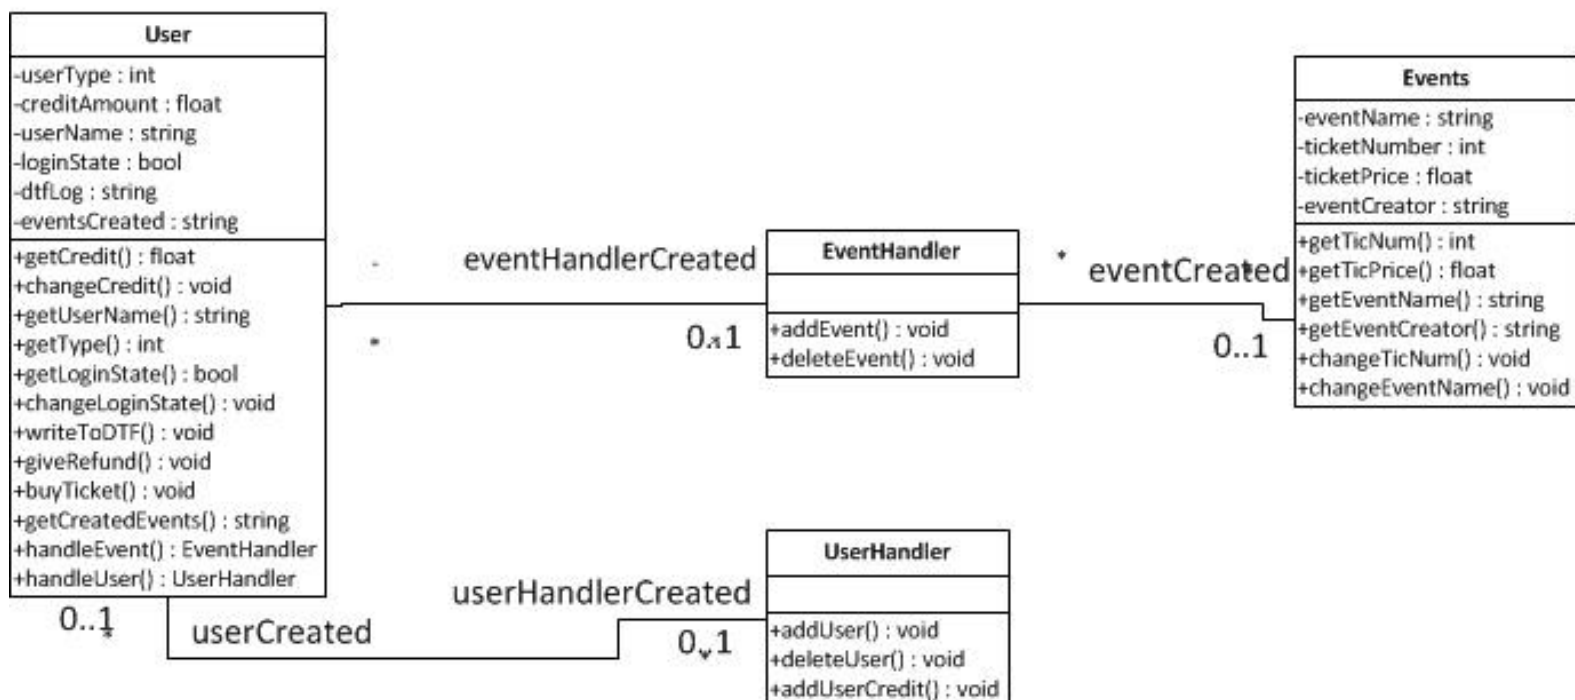 User
-userType : int
-creditAmount : float
-userName : string
-loginState : bool
-dtfLog : string
-eventsCreated : string
+getCredit() : float
+changeCredit() : void
+getUserName() : string
+getType() : int
+getLoginState() : bool
+changeLoginState() : void
+writeToDTF() : void
+giveRefund() : void
+buyTicket() : void
+getCreatedEvents() : string
+handleEvent() : EventHandler
+handleUser() : UserHandler
0..1
*
userCreated
*
eventHandlerCreated
0..1
EventHandler
+addEvent() : void
+deleteEvent() : void
*
eventCreated
0..1
Events
-eventName : string
-ticketNumber : int
-ticketPrice : float
-eventCreator : string
+getTicNum() : int
+getTicPrice() : float
+getEventName() : string
+getEventCreator() : string
+changeTicNum() : void
+changeEventName() : void
userHandlerCreated
0..1
UserHandler
+addUser() : void
+deleteUser() : void
+addUserCredit() : void